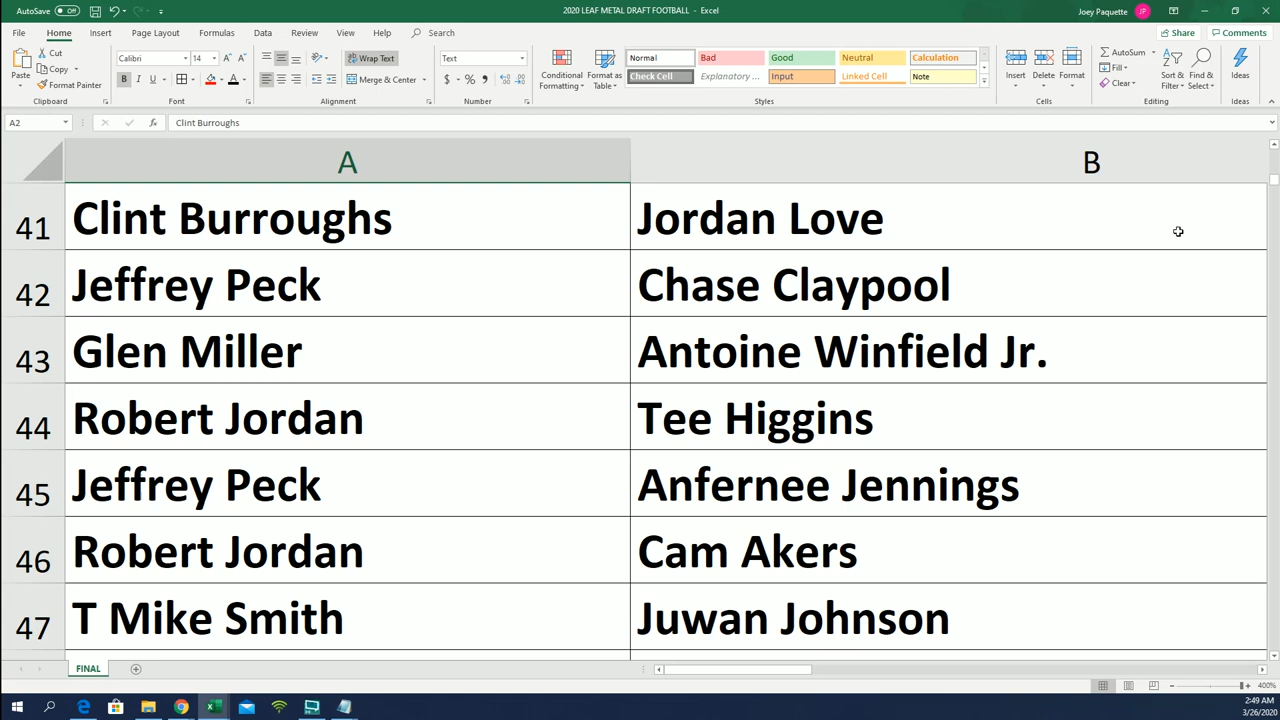 AutoSave Off 2020 LEAF METAL DRAFT FOOTBALL - Excel Joey Paquette JP
File Home Insert Page Layout Formulas Data Review View Help Search Share Comments
Paste Cut Copy Format Painter Clipboard
Calibri 14 A A B I U A Font
Wrap Text Merge & Center Alignment
Text $ % , Number
Conditional Formatting Format as Table
Normal Bad Good Neutral Calculation
Check Cell Explanatory ... Input Linked Cell Note
Styles
Insert Delete Format Cells
AutoSum Fill Clear Sort & Filter Find & Select Editing
Ideas Ideas
A2 fx Clint Burroughs
A B
41 Clint Burroughs Jordan Love
42 Jeffrey Peck Chase Claypool
43 Glen Miller Antoine Winfield Jr.
44 Robert Jordan Tee Higgins
45 Jeffrey Peck Anfernee Jennings
46 Robert Jordan Cam Akers
47 T Mike Smith Juwan Johnson
FINAL
400%
2:49 AM
3/26/2020